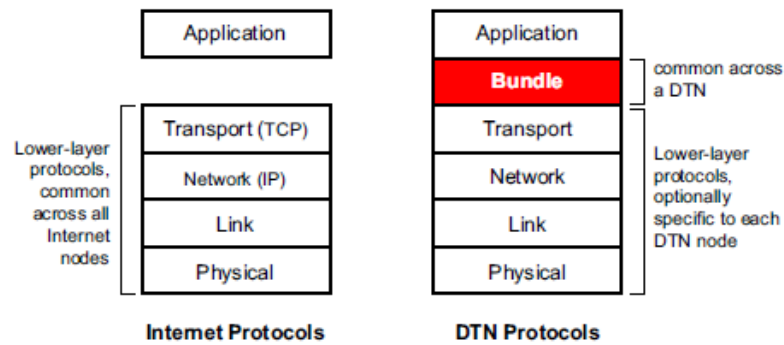 Application
Transport (TCP)
Network (IP)
Link
Physical
Lower-layer
protocols,
common
across all
Internet
nodes
Internet Protocols
Application
Bundle
Transport
Network
Link
Physical
common across
a DTN
Lower-layer
protocols,
optionally
specific to each
DTN node
DTN Protocols